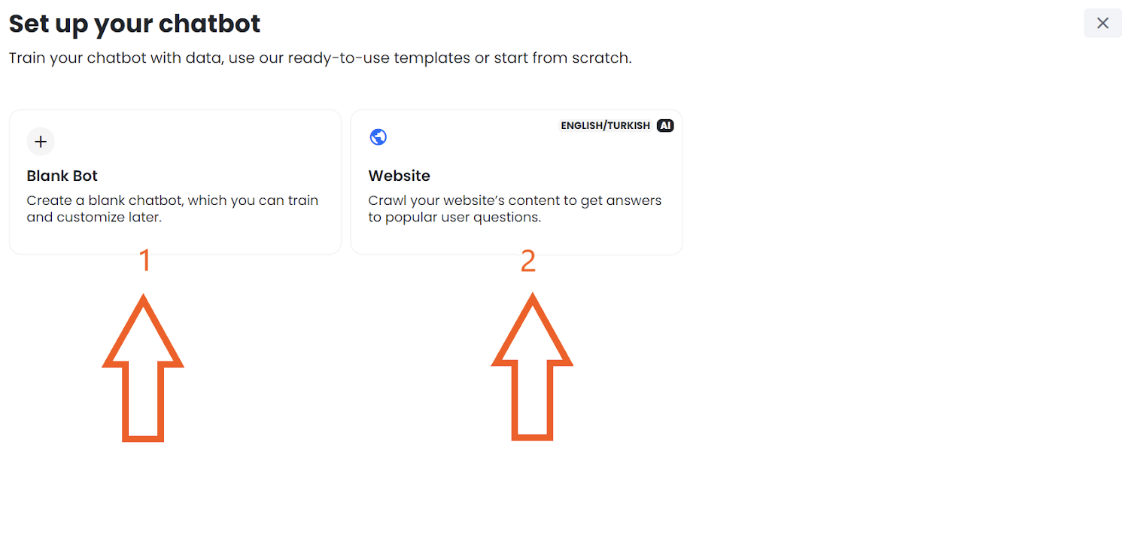 Set up your chatbot
Train your chatbot with data, use our ready-to-use templates or start from scratch.
Blank Bot
Create a blank chatbot, which you can train
and customize later.
1
ENGLISH/TURKISH AI
Website
Crawl your website’s content to get answers
to popular user questions.
2